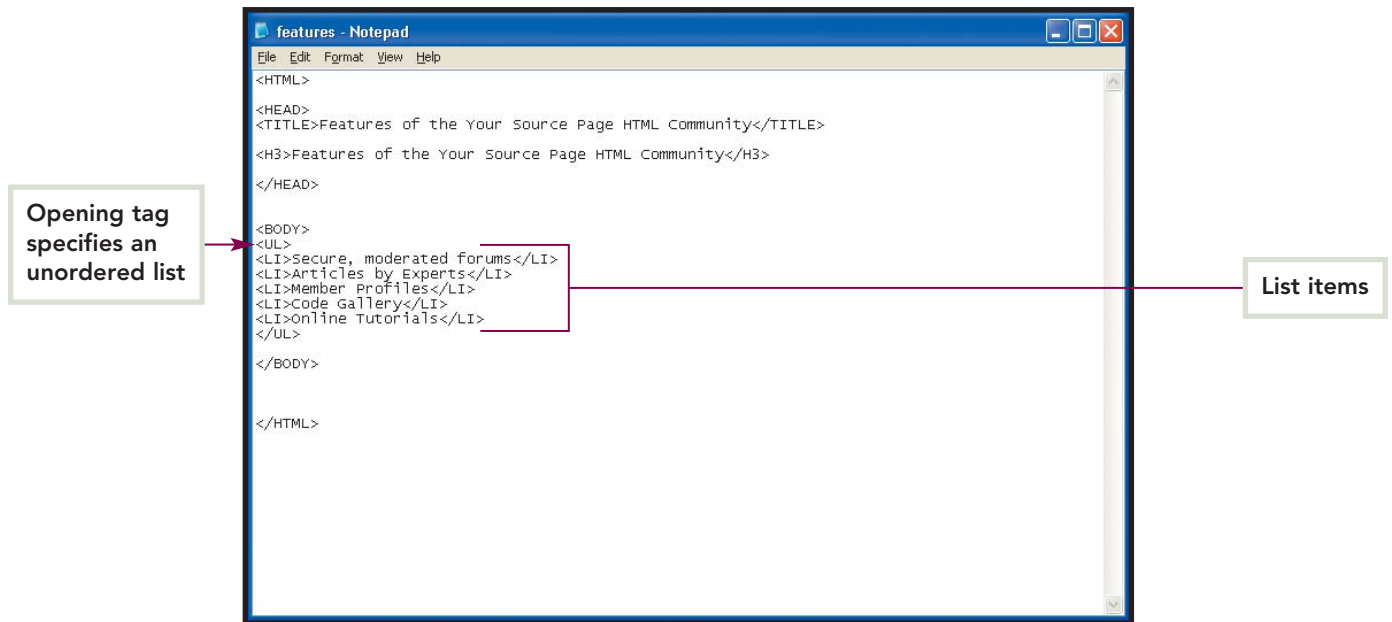 features - Notepad
File Edit Format View Help
<HTML>
<HEAD>
<TITLE>Features of the Your Source Page HTML Community</TITLE>
<H3>Features of the Your Source Page HTML Community</H3>
</HEAD>
Opening tag
specifies an
unordered list
<BODY>
<UL>
<LI>Secure, moderated forums</LI>
<LI>Articles by Experts</LI>
<LI>Member Profiles</LI>
<LI>Code Gallery</LI>
<LI>Online Tutorials</LI>
</UL>
List items
</BODY>
</HTML>